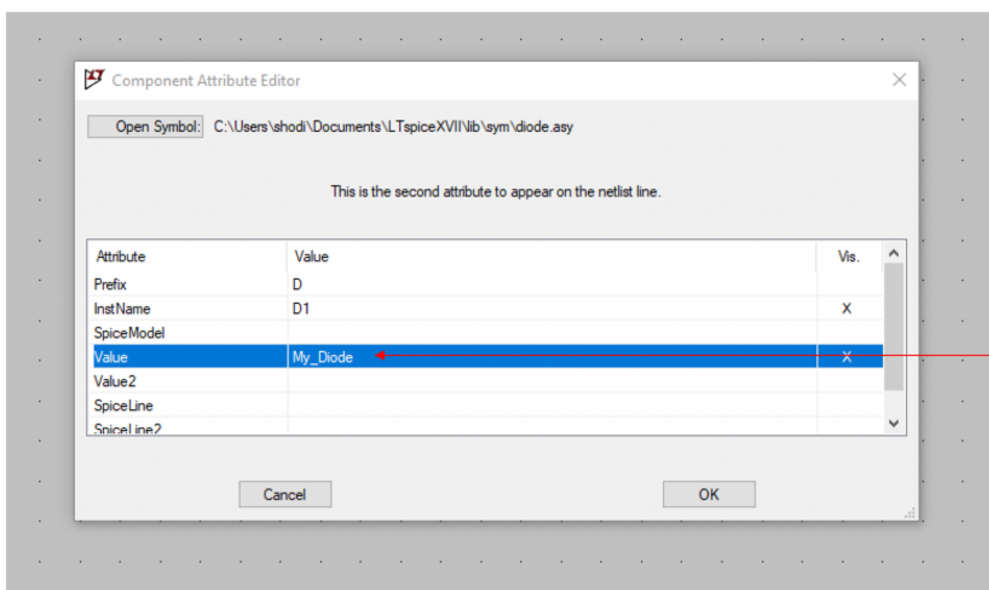 Component Attribute Editor
Open Symbol: C:\Users\shodi\Documents\LTspiceXVII\lib\sym\diode.asy
This is the second attribute to appear on the netlist line.
Attribute Value Vis.
Prefix D
InstName D1 X
SpiceModel
Value My_Diode X
Value2
SpiceLine
SpiceLine2
Cancel OK